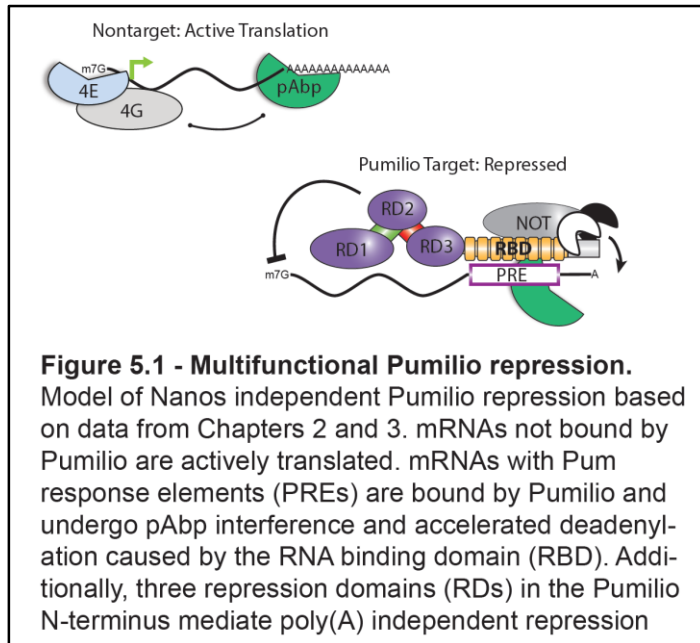 Nontarget: Active Translation
m7G
AAAAAAAAAAAAAA
4E
pAbp
4G
Pumilio Target: Repressed
RD2
NOT
RD1
RD3
RBD
m7G
PRE
A
Figure 5.1 - Multifunctional Pumilio repression.
Model of Nanos independent Pumilio repression based
on data from Chapters 2 and 3. mRNAs not bound by
Pumilio are actively translated. mRNAs with Pum
response elements (PREs) are bound by Pumilio and
undergo pAbp interference and accelerated deadenyl-
ation caused by the RNA binding domain (RBD). Addi-
tionally, three repression domains (RDs) in the Pumilio
N-terminus mediate poly(A) independent repression